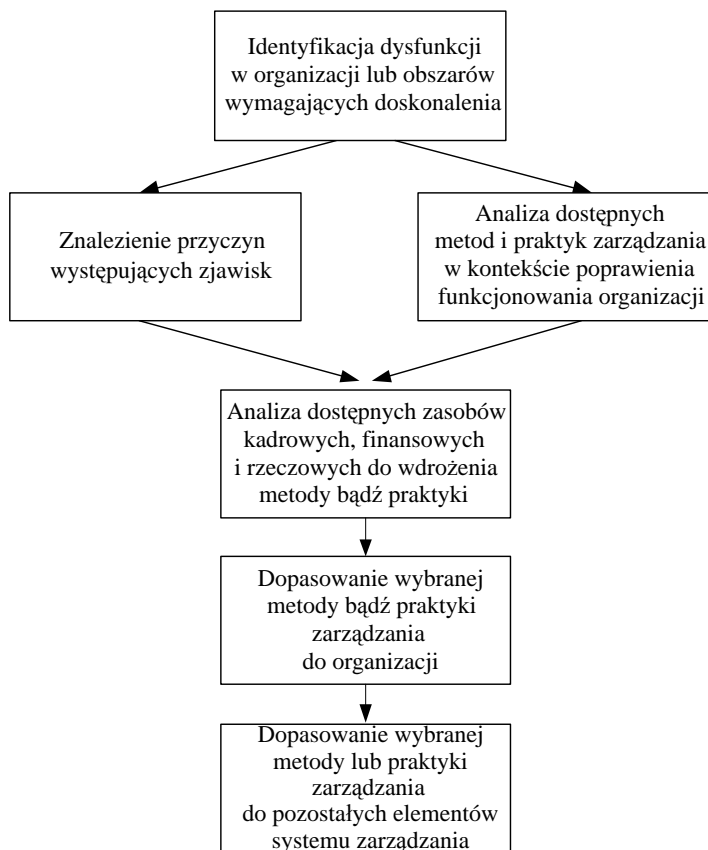 Identyfikacja dysfunkcji
w organizacji lub obszarów
wymagających doskonalenia
Znalezienie przyczyn
występujących zjawisk
Analiza dostępnych
metod i praktyk zarządzania
w kontekście poprawienia
funkcjonowania organizacji
Analiza dostępnych zasobów
kadrowych, finansowych
i rzeczowych do wdrożenia
metody bądź praktyki
Dopasowanie wybranej
metody bądź praktyki
zarządzania
do organizacji
Dopasowanie wybranej
metody lub praktyki
zarządzania
do pozostałych elementów
systemu zarządzania